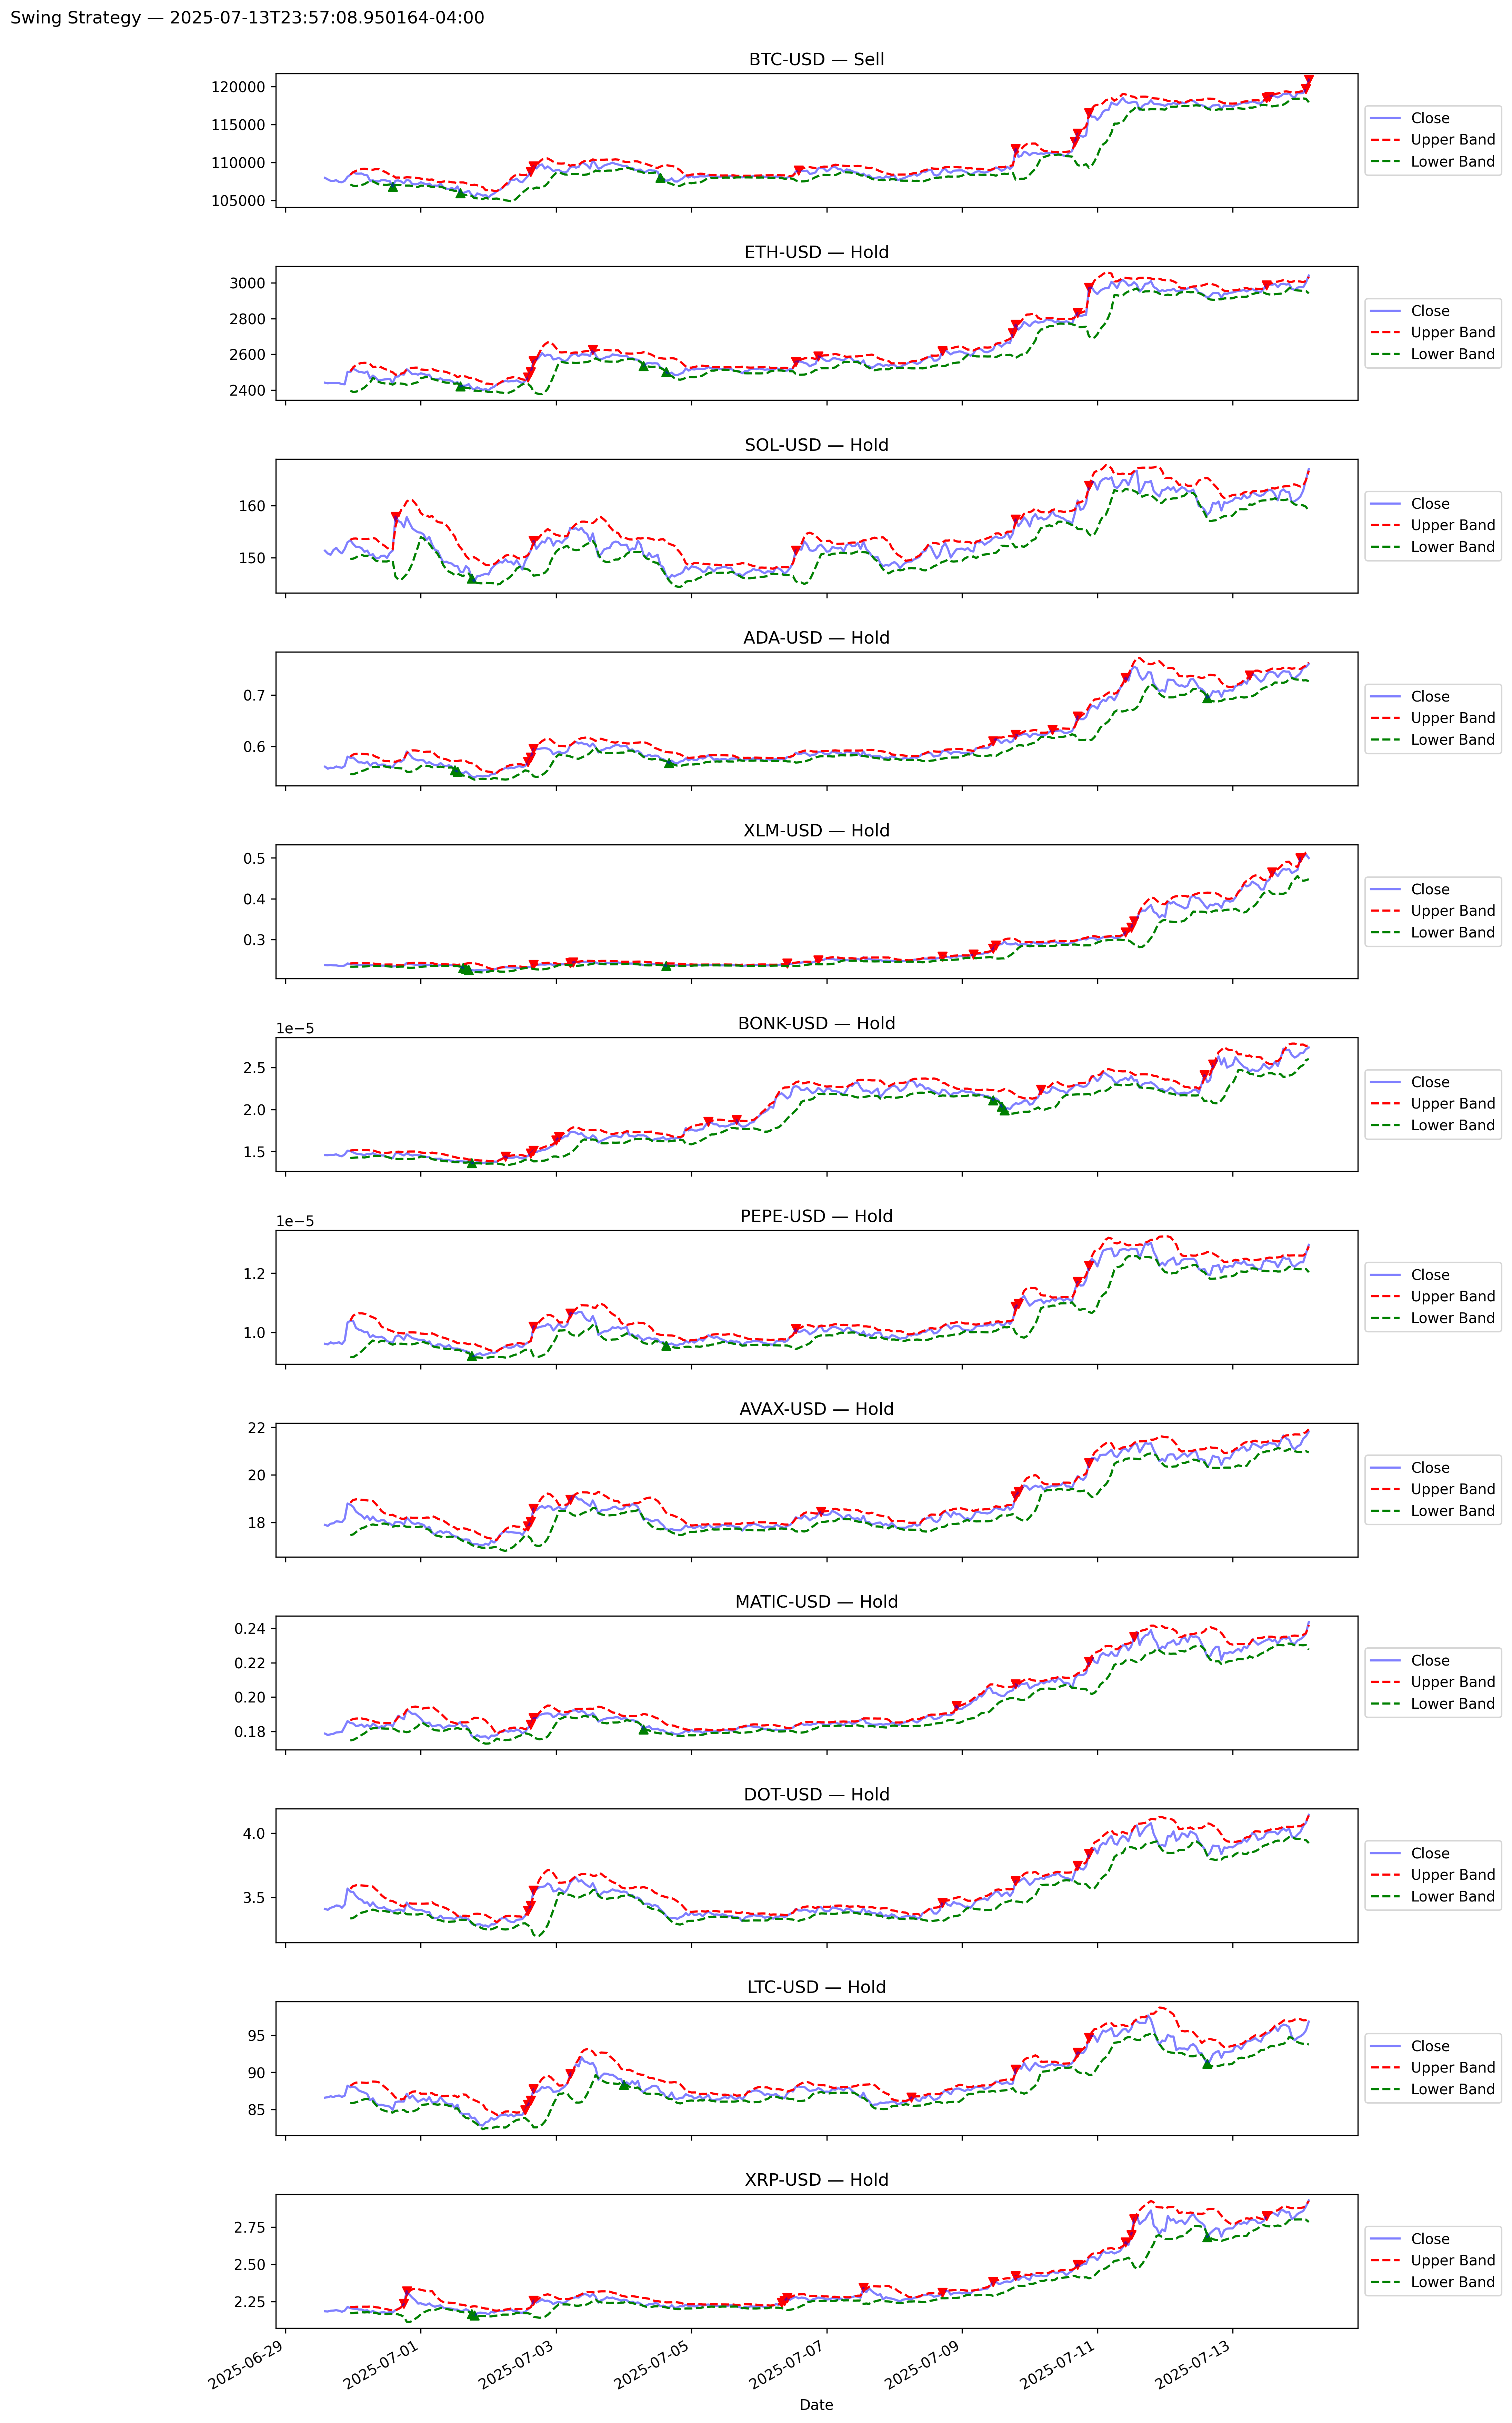 Swing Strategy — 2025-07-13T23:57:08.950164-04:00
BTC-USD — Sell
120000
115000
110000
105000
Close
Upper Band
Lower Band
ETH-USD — Hold
3000
2800
2600
2400
Close
Upper Band
Lower Band
SOL-USD — Hold
160
150
Close
Upper Band
Lower Band
ADA-USD — Hold
0.7
0.6
Close
Upper Band
Lower Band
XLM-USD — Hold
0.5
0.4
0.3
Close
Upper Band
Lower Band
BONK-USD — Hold
1e−5
2.5
2.0
1.5
Close
Upper Band
Lower Band
PEPE-USD — Hold
1e−5
1.2
1.0
Close
Upper Band
Lower Band
AVAX-USD — Hold
22
20
18
Close
Upper Band
Lower Band
MATIC-USD — Hold
0.24
0.22
0.20
0.18
Close
Upper Band
Lower Band
DOT-USD — Hold
4.0
3.5
Close
Upper Band
Lower Band
LTC-USD — Hold
95
90
85
Close
Upper Band
Lower Band
XRP-USD — Hold
2.75
2.50
2.25
Close
Upper Band
Lower Band
2025-06-29
2025-07-01
2025-07-03
2025-07-05
2025-07-07
2025-07-09
2025-07-11
2025-07-13
Date